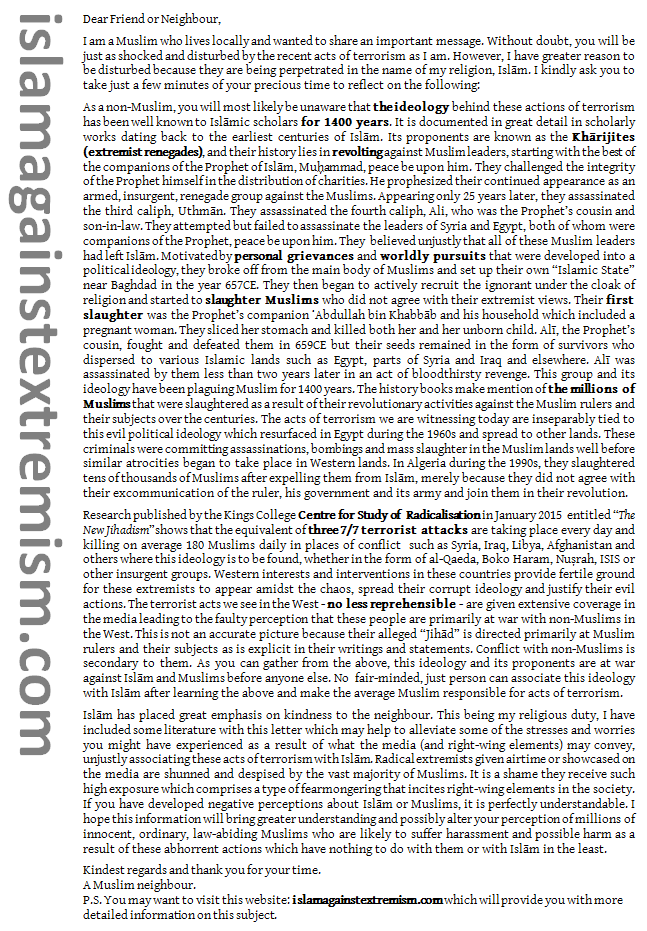 islamagainstextremism.com
Dear Friend or Neighbour,
I am a Muslim who lives locally and wanted to share an important message. Without doubt, you will be
just as shocked and disturbed by the recent acts of terrorism as I am. However, I have greater reason to
be disturbed because they are being perpetrated in the name of my religion, Islām. I kindly ask you to
take just a few minutes of your precious time to reflect on the following:
As a non-Muslim, you will most likely be unaware that the ideology behind these actions of terrorism
has been well known to Islāmic scholars for 1400 years. It is documented in great detail in scholarly
works dating back to the earliest centuries of Islām. Its proponents are known as the Khārijites
(extremist renegades), and their history lies in revolting against Muslim leaders, starting with the best of
the companions of the Prophet of Islām, Muḥammad, peace be upon him. They challenged the integrity
of the Prophet himself in the distribution of charities. He prophesized their continued appearance as an
armed, insurgent, renegade group against the Muslims. Appearing only 25 years later, they assassinated
the third caliph, Uthmān. They assassinated the fourth caliph, Ali, who was the Prophet's cousin and
son-in-law. They attempted but failed to assassinate the leaders of Syria and Egypt, both of whom were
companions of the Prophet, peace be upon him. They believed unjustly that all of these Muslim leaders
had left Islām. Motivated by personal grievances and worldly pursuits that were developed into a
political ideology, they broke off from the main body of Muslims and set up their own “Islamic State”
near Baghdad in the year 657CE. They then began to actively recruit the ignorant under the cloak of
religion and started to slaughter Muslims who did not agree with their extremist views. Their first
slaughter was the Prophet's companion ʿAbdullah bin Khabbāb and his household which included a
pregnant woman. They sliced her stomach and killed both her and her unborn child. Alī, the Prophet's
cousin, fought and defeated them in 659CE but their seeds remained in the form of survivors who
dispersed to various Islamic lands such as Egypt, parts of Syria and Iraq and elsewhere. Alī was
assassinated by them less than two years later in an act of bloodthirsty revenge. This group and its
ideology have been plaguing Muslim for 1400 years. The history books make mention of the millions of
Muslims that were slaughtered as a result of their revolutionary activities against the Muslim rulers and
their subjects over the centuries. The acts of terrorism we are witnessing today are inseparably tied to
this evil political ideology which resurfaced in Egypt during the 1960s and spread to other lands. These
criminals were committing assassinations, bombings and mass slaughter in the Muslim lands well before
similar atrocities began to take place in Western lands. In Algeria during the 1990s, they slaughtered
tens of thousands of Muslims after expelling them from Islām, merely because they did not agree with
their excommunication of the ruler, his government and its army and join them in their revolution.
Research published by the Kings College Centre for Study of Radicalisation in January 2015 entitled “The
New Jihadism” shows that the equivalent of three 7/7 terrorist attacks are taking place every day and
killing on average 180 Muslims daily in places of conflict such as Syria, Iraq, Libya, Afghanistan and
others where this ideology is to be found, whether in the form of al-Qaeda, Boko Haram, Nuṣrah, ISIS or
other insurgent groups. Western interests and interventions in these countries provide fertile ground
for these extremists to appear amidst the chaos, spread their corrupt ideology and justify their evil
actions. The terrorist acts we see in the West - no less reprehensible - are given extensive coverage in
the media leading to the faulty perception that these people are primarily at war with non-Muslims in
the West. This is not an accurate picture because their alleged “Jihād” is directed primarily at Muslim
rulers and their subjects as is explicit in their writings and statements. Conflict with non-Muslims is
secondary to them. As you can gather from the above, this ideology and its proponents are at war
against Islām and Muslims before anyone else. No fair-minded, just person can associate this ideology
with Islām after learning the above and make the average Muslim responsible for acts of terrorism.
Islām has placed great emphasis on kindness to the neighbour. This being my religious duty, I have
included some literature with this letter which may help to alleviate some of the stresses and worries
you might have experienced as a result of what the media (and right-wing elements) may convey,
unjustly associating these acts of terrorism with Islām. Radical extremists given airtime or showcased on
the media are shunned and despised by the vast majority of Muslims. It is a shame they receive such
high exposure which comprises a type of fearmongering that incites right-wing elements in the society.
If you have developed negative perceptions about Islām or Muslims, it is perfectly understandable. I
hope this information will bring greater understanding and possibly alter your perception of millions of
innocent, ordinary, law-abiding Muslims who are likely to suffer harassment and possible harm as a
result of these abhorrent actions which have nothing to do with them or with Islām in the least.
Kindest regards and thank you for your time.
A Muslim neighbour.
P.S. You may want to visit this website: islamagainstextremism.com which will provide you with more
detailed information on this subject.